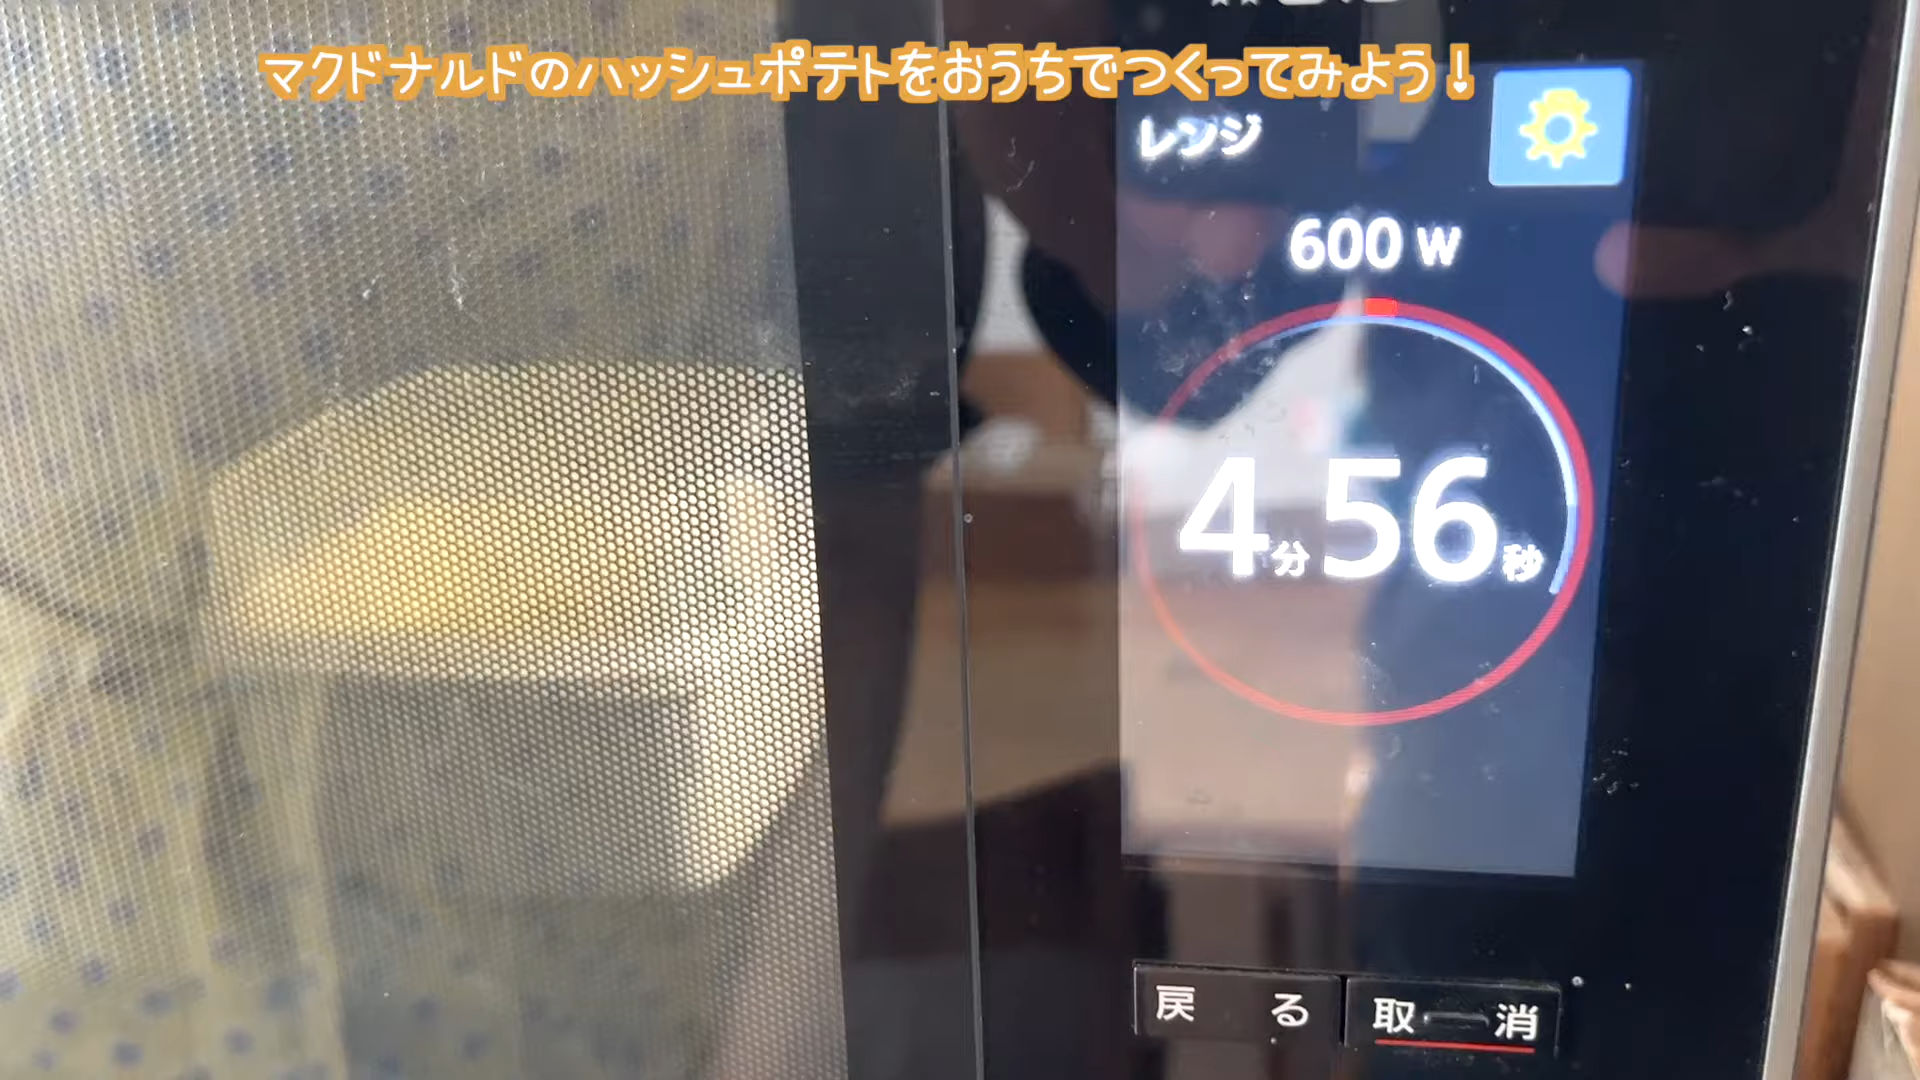 マクドナルドのハッシュポテトをおうちでつくってみよう!
レンジ
600 W
4分56秒
戻る
取消